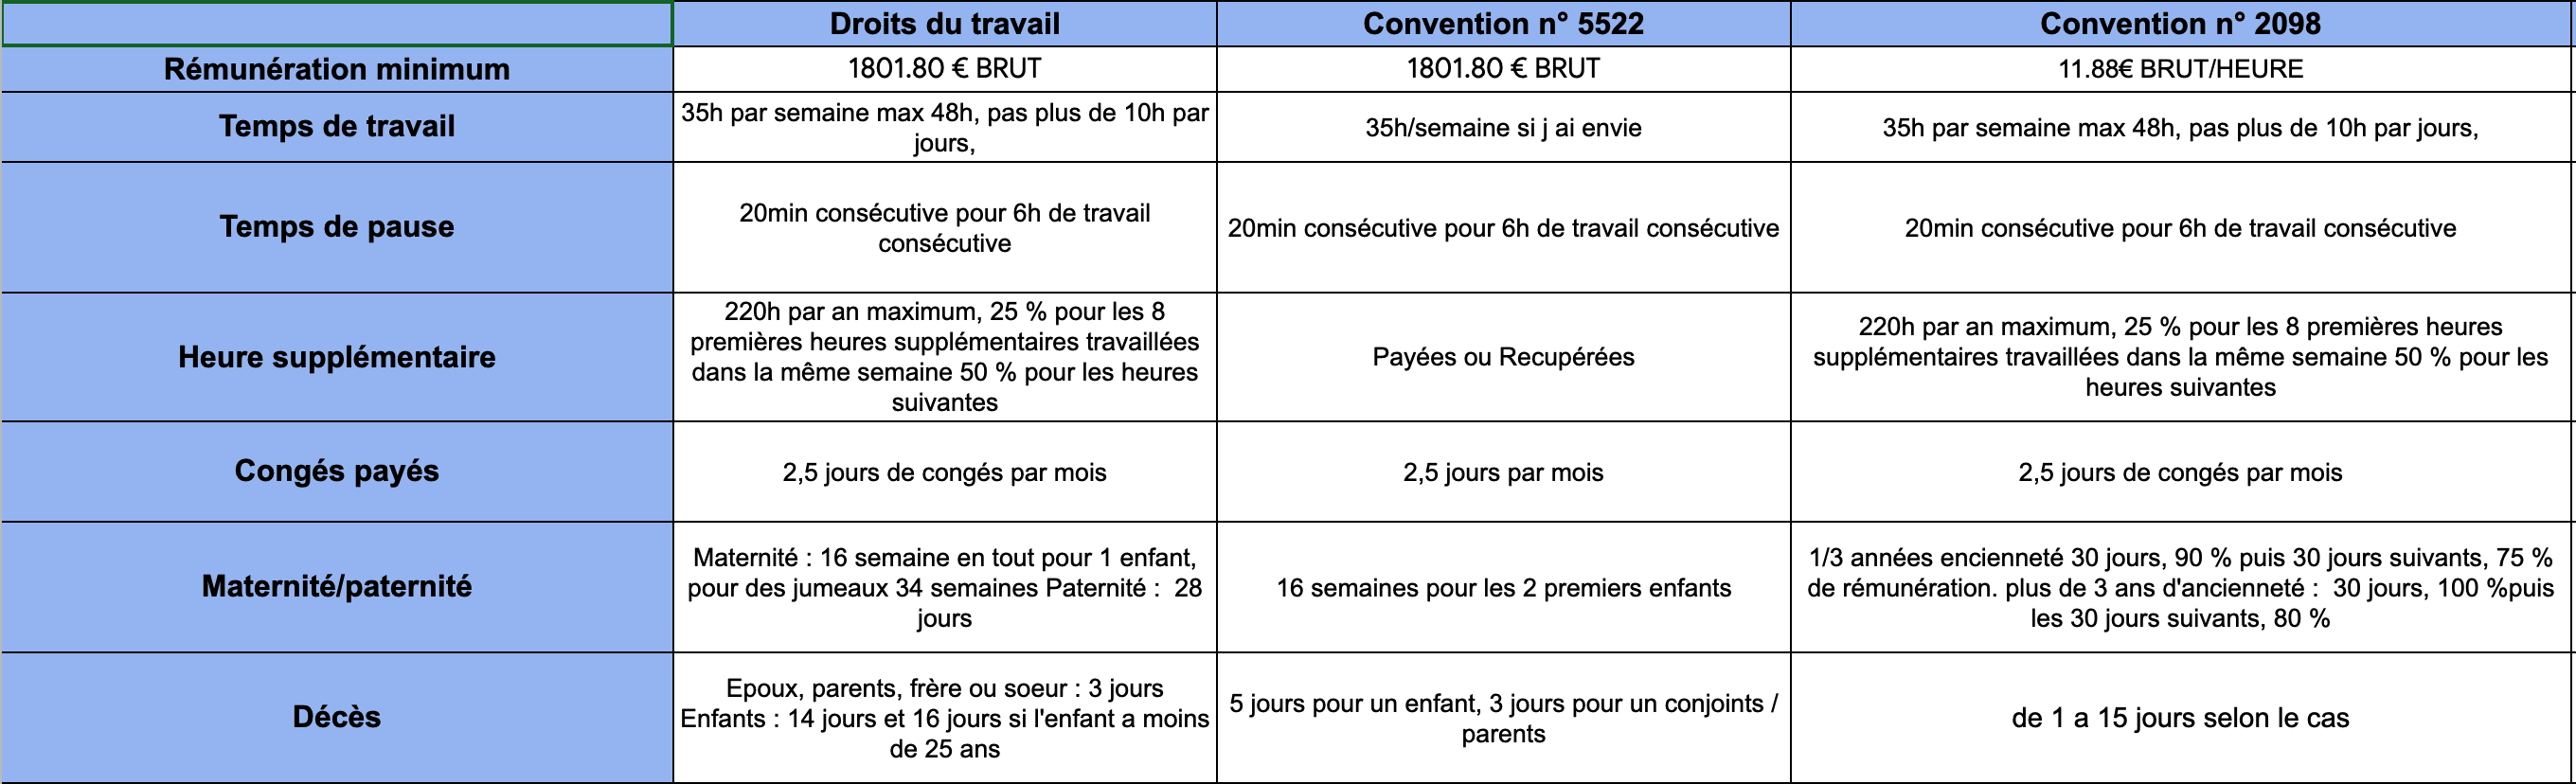 Droits du travail
Convention n° 5522
Convention n° 2098
Rémunération minimum
1801.80 € BRUT
1801.80 € BRUT
11.88€ BRUT/HEURE
Temps de travail
35h par semaine max 48h, pas plus de 10h par
jours,
35h/semaine si j ai envie
35h par semaine max 48h, pas plus de 10h par jours,
Temps de pause
20min consécutive pour 6h de travail
consécutive
20min consécutive pour 6h de travail consécutive
20min consécutive pour 6h de travail consécutive
Heure supplémentaire
220h par an maximum, 25 % pour les 8
premières heures supplémentaires travaillées
dans la même semaine 50 % pour les heures
suivantes
Payées ou Recupérées
220h par an maximum, 25 % pour les 8 premières heures
supplémentaires travaillées dans la même semaine 50 % pour les
heures suivantes
Congés payés
2,5 jours de congés par mois
2,5 jours par mois
2,5 jours de congés par mois
Maternité/paternité
Maternité : 16 semaine en tout pour 1 enfant,
pour des jumeaux 34 semaines Paternité :  28
jours
16 semaines pour les 2 premiers enfants
1/3 années encienneté 30 jours, 90 % puis 30 jours suivants, 75 %
de rémunération. plus de 3 ans d'ancienneté :  30 jours, 100 %puis
les 30 jours suivants, 80 %
Décès
Epoux, parents, frère ou soeur : 3 jours
Enfants : 14 jours et 16 jours si l'enfant a moins
de 25 ans
5 jours pour un enfant, 3 jours pour un conjoints /
parents
de 1 a 15 jours selon le cas